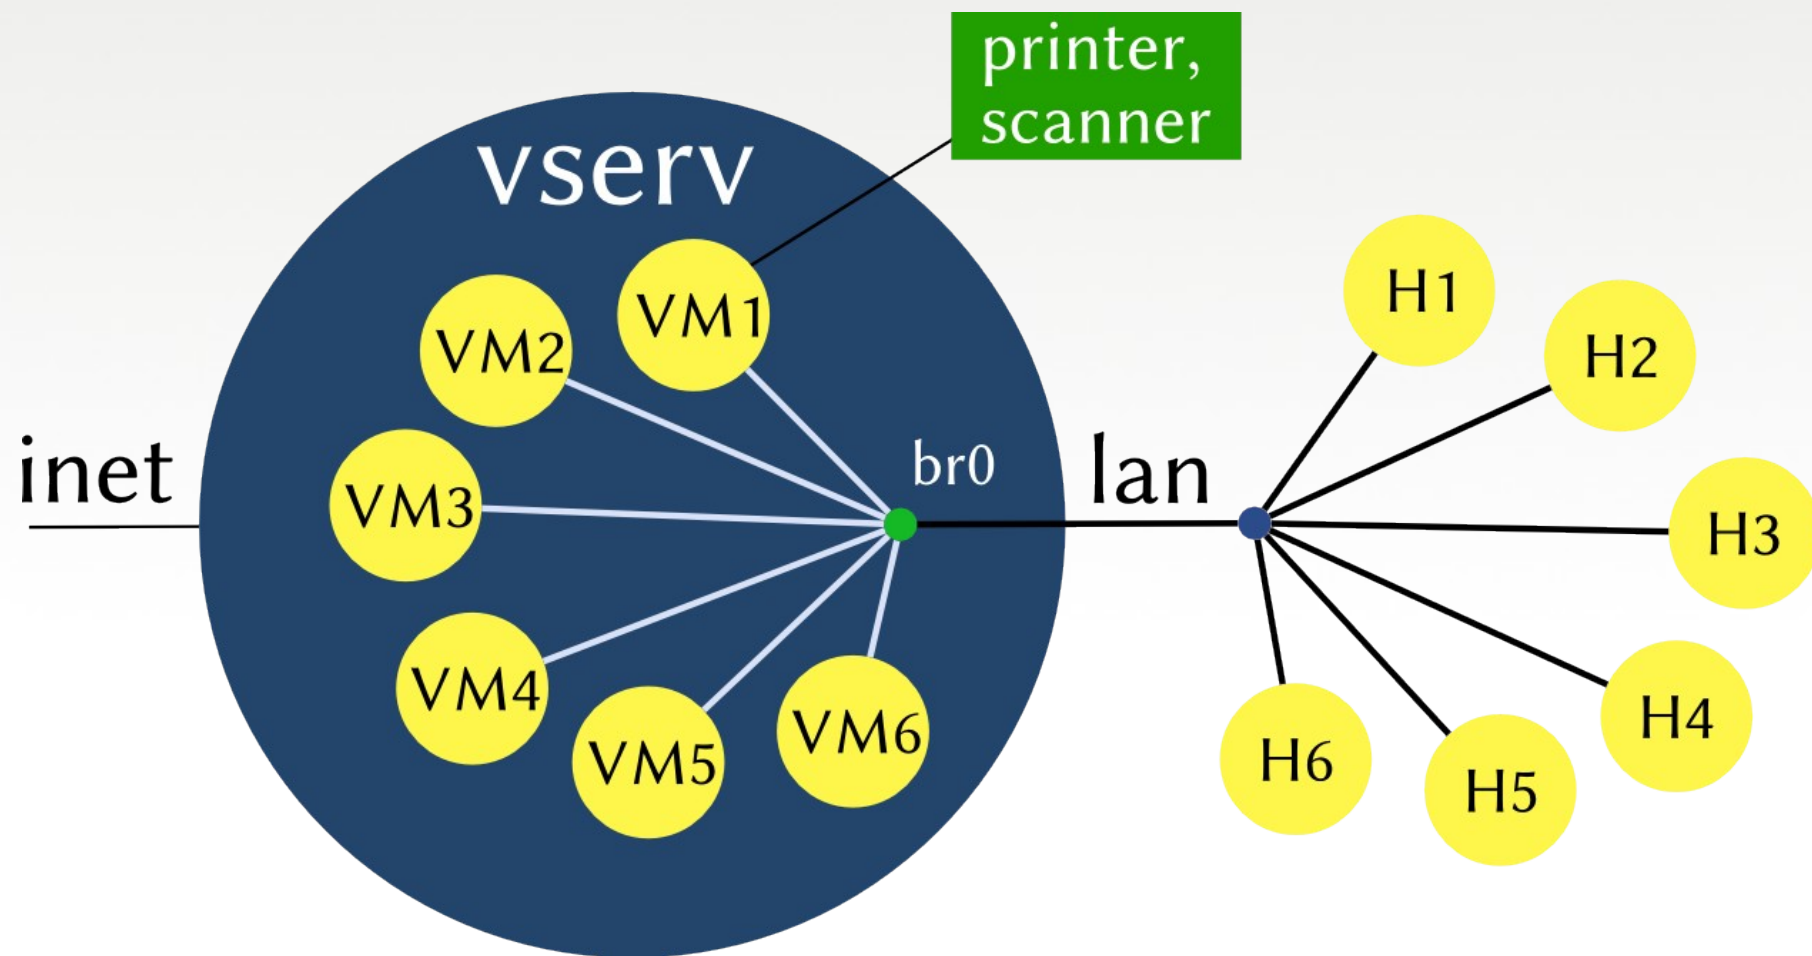 printer,
scanner
vserv
VM1
VM2
VM3
VM4
VM5
VM6
inet
br0
lan
H1
H2
H3
H4
H5
H6